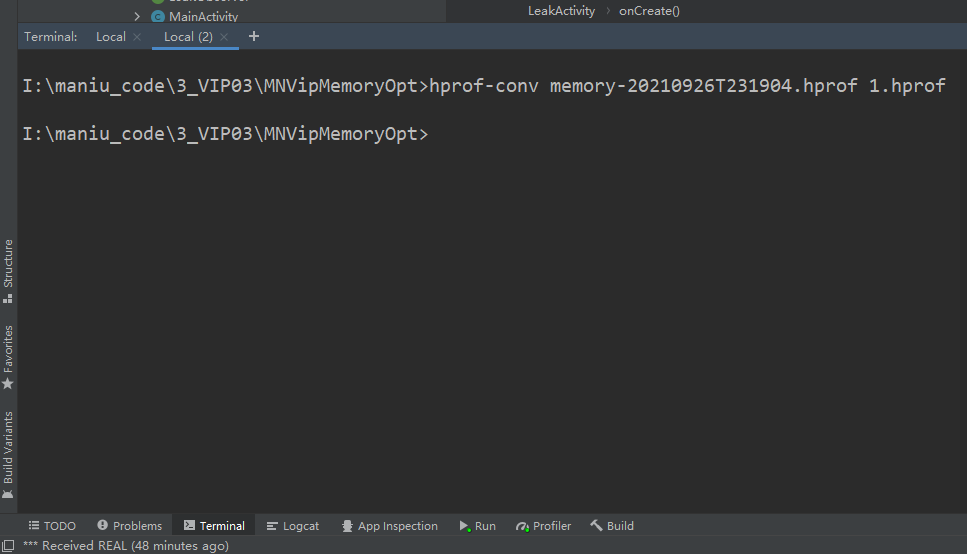 MainActivity
LeakActivity > onCreate()
Terminal: Local × Local (2) × +
I:\maniu_code\3_VIP03\MNVipMemoryOpt>hprof-conv memory-20210926T231904.hprof 1.hprof
I:\maniu_code\3_VIP03\MNVipMemoryOpt>
Structure
Favorites
Build Variants
TODO Problems Terminal Logcat App Inspection Run Profiler Build
*** Received REAL (48 minutes ago)